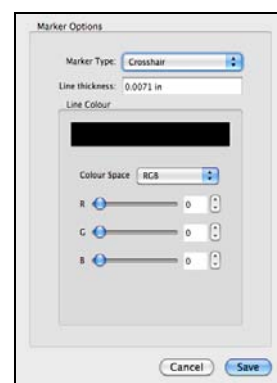 Marker Options
Marker Type: Crosshair
Line thickness: 0.0071 in
Line Colour
Colour Space RGB
R 0
G 0
B 0
Cancel Save